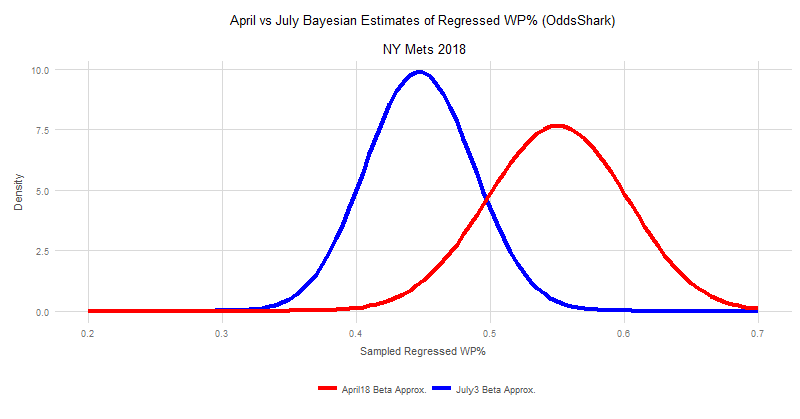 April vs July Bayesian Estimates of Regressed WP% (OddsShark)
NY Mets 2018
10.0
7.5
5.0
2.5
0.0
Density
0.2 0.3 0.4 0.5 0.6 0.7
Sampled Regressed WP%
April18 Beta Approx. July3 Beta Approx.